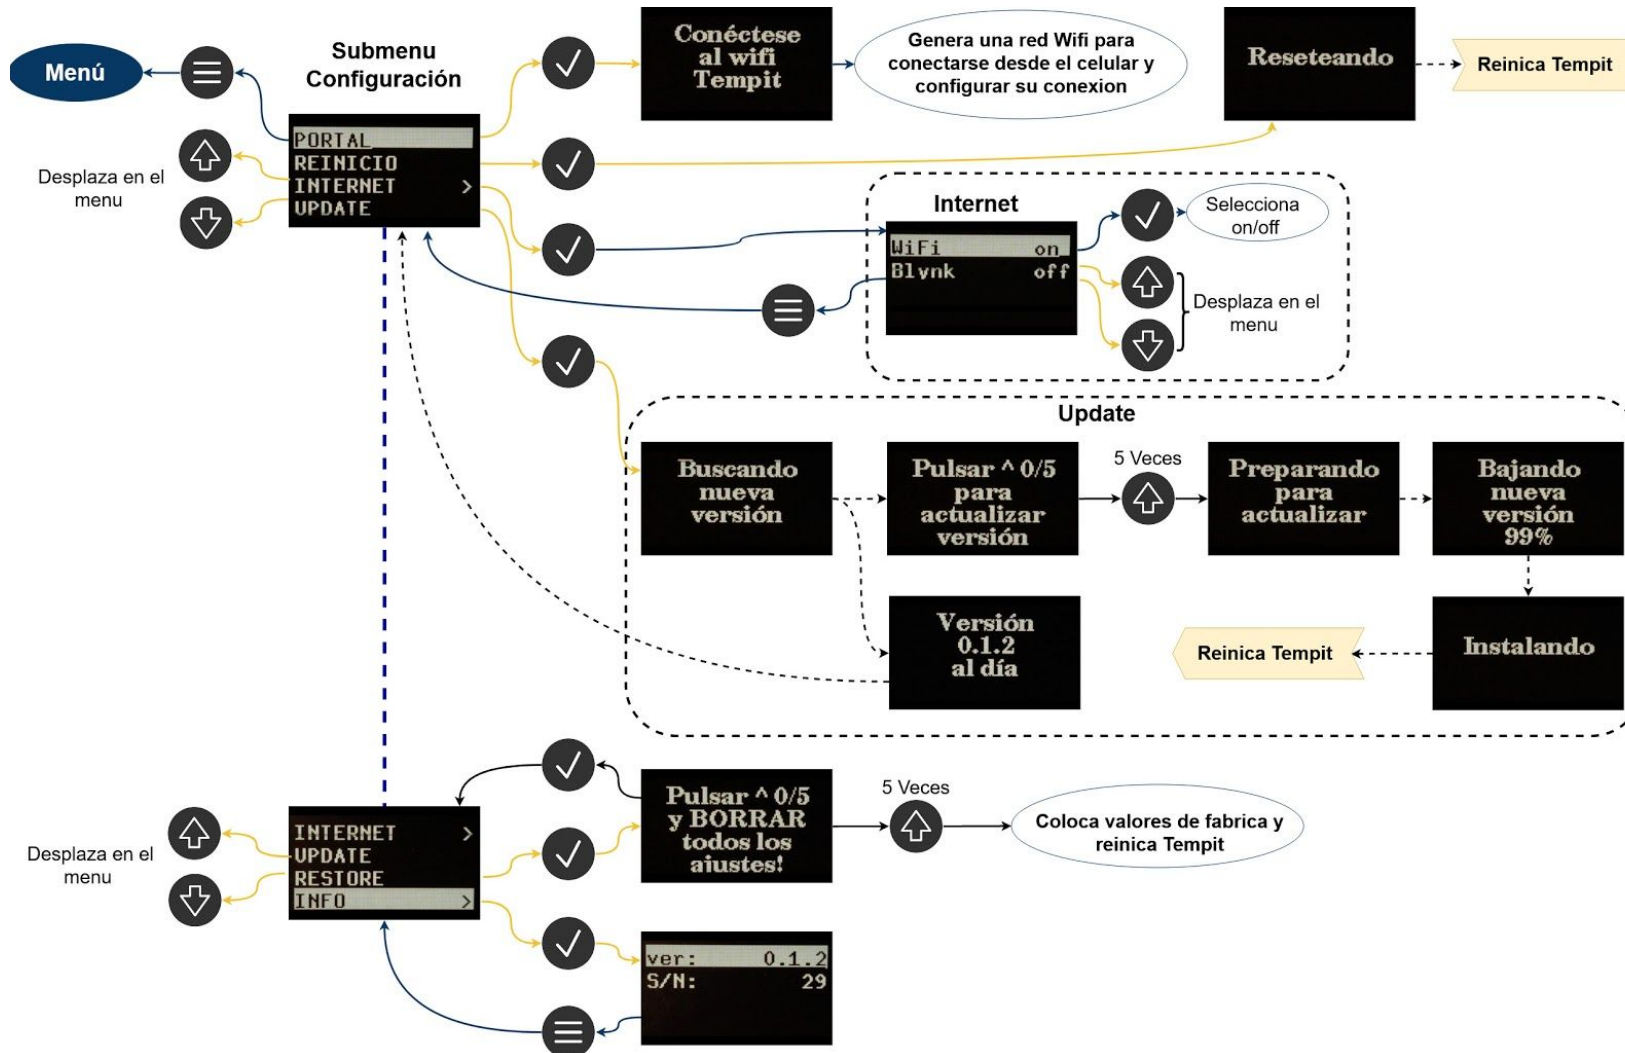 Menú
Submenu
Configuración
PORTAL
REINICIO
INTERNET >
UPDATE
Desplaza en el
menu
Conéctese
al wifi
Tempit
Genera una red Wifi para
conectarse desde el celular y
configurar su conexion
Reseteando
Reinica Tempit
Internet
WiFi on
Blynk off
Selecciona
on/off
Desplaza en el
menu
Update
Buscando
nueva
versión
Pulsar ^ 0/5
para
actualizar
versión
5 Veces
Preparando
para
actualizar
Bajando
nueva
versión
99%
Versión
0.1.2
al día
Reinica Tempit
Instalando
Desplaza en el
menu
INTERNET >
UPDATE
RESTORE
INFO >
Pulsar ^ 0/5
y BORRAR
todos los
ajustes!
5 Veces
Coloca valores de fabrica y
reinica Tempit
ver: 0.1.2
S/N: 29